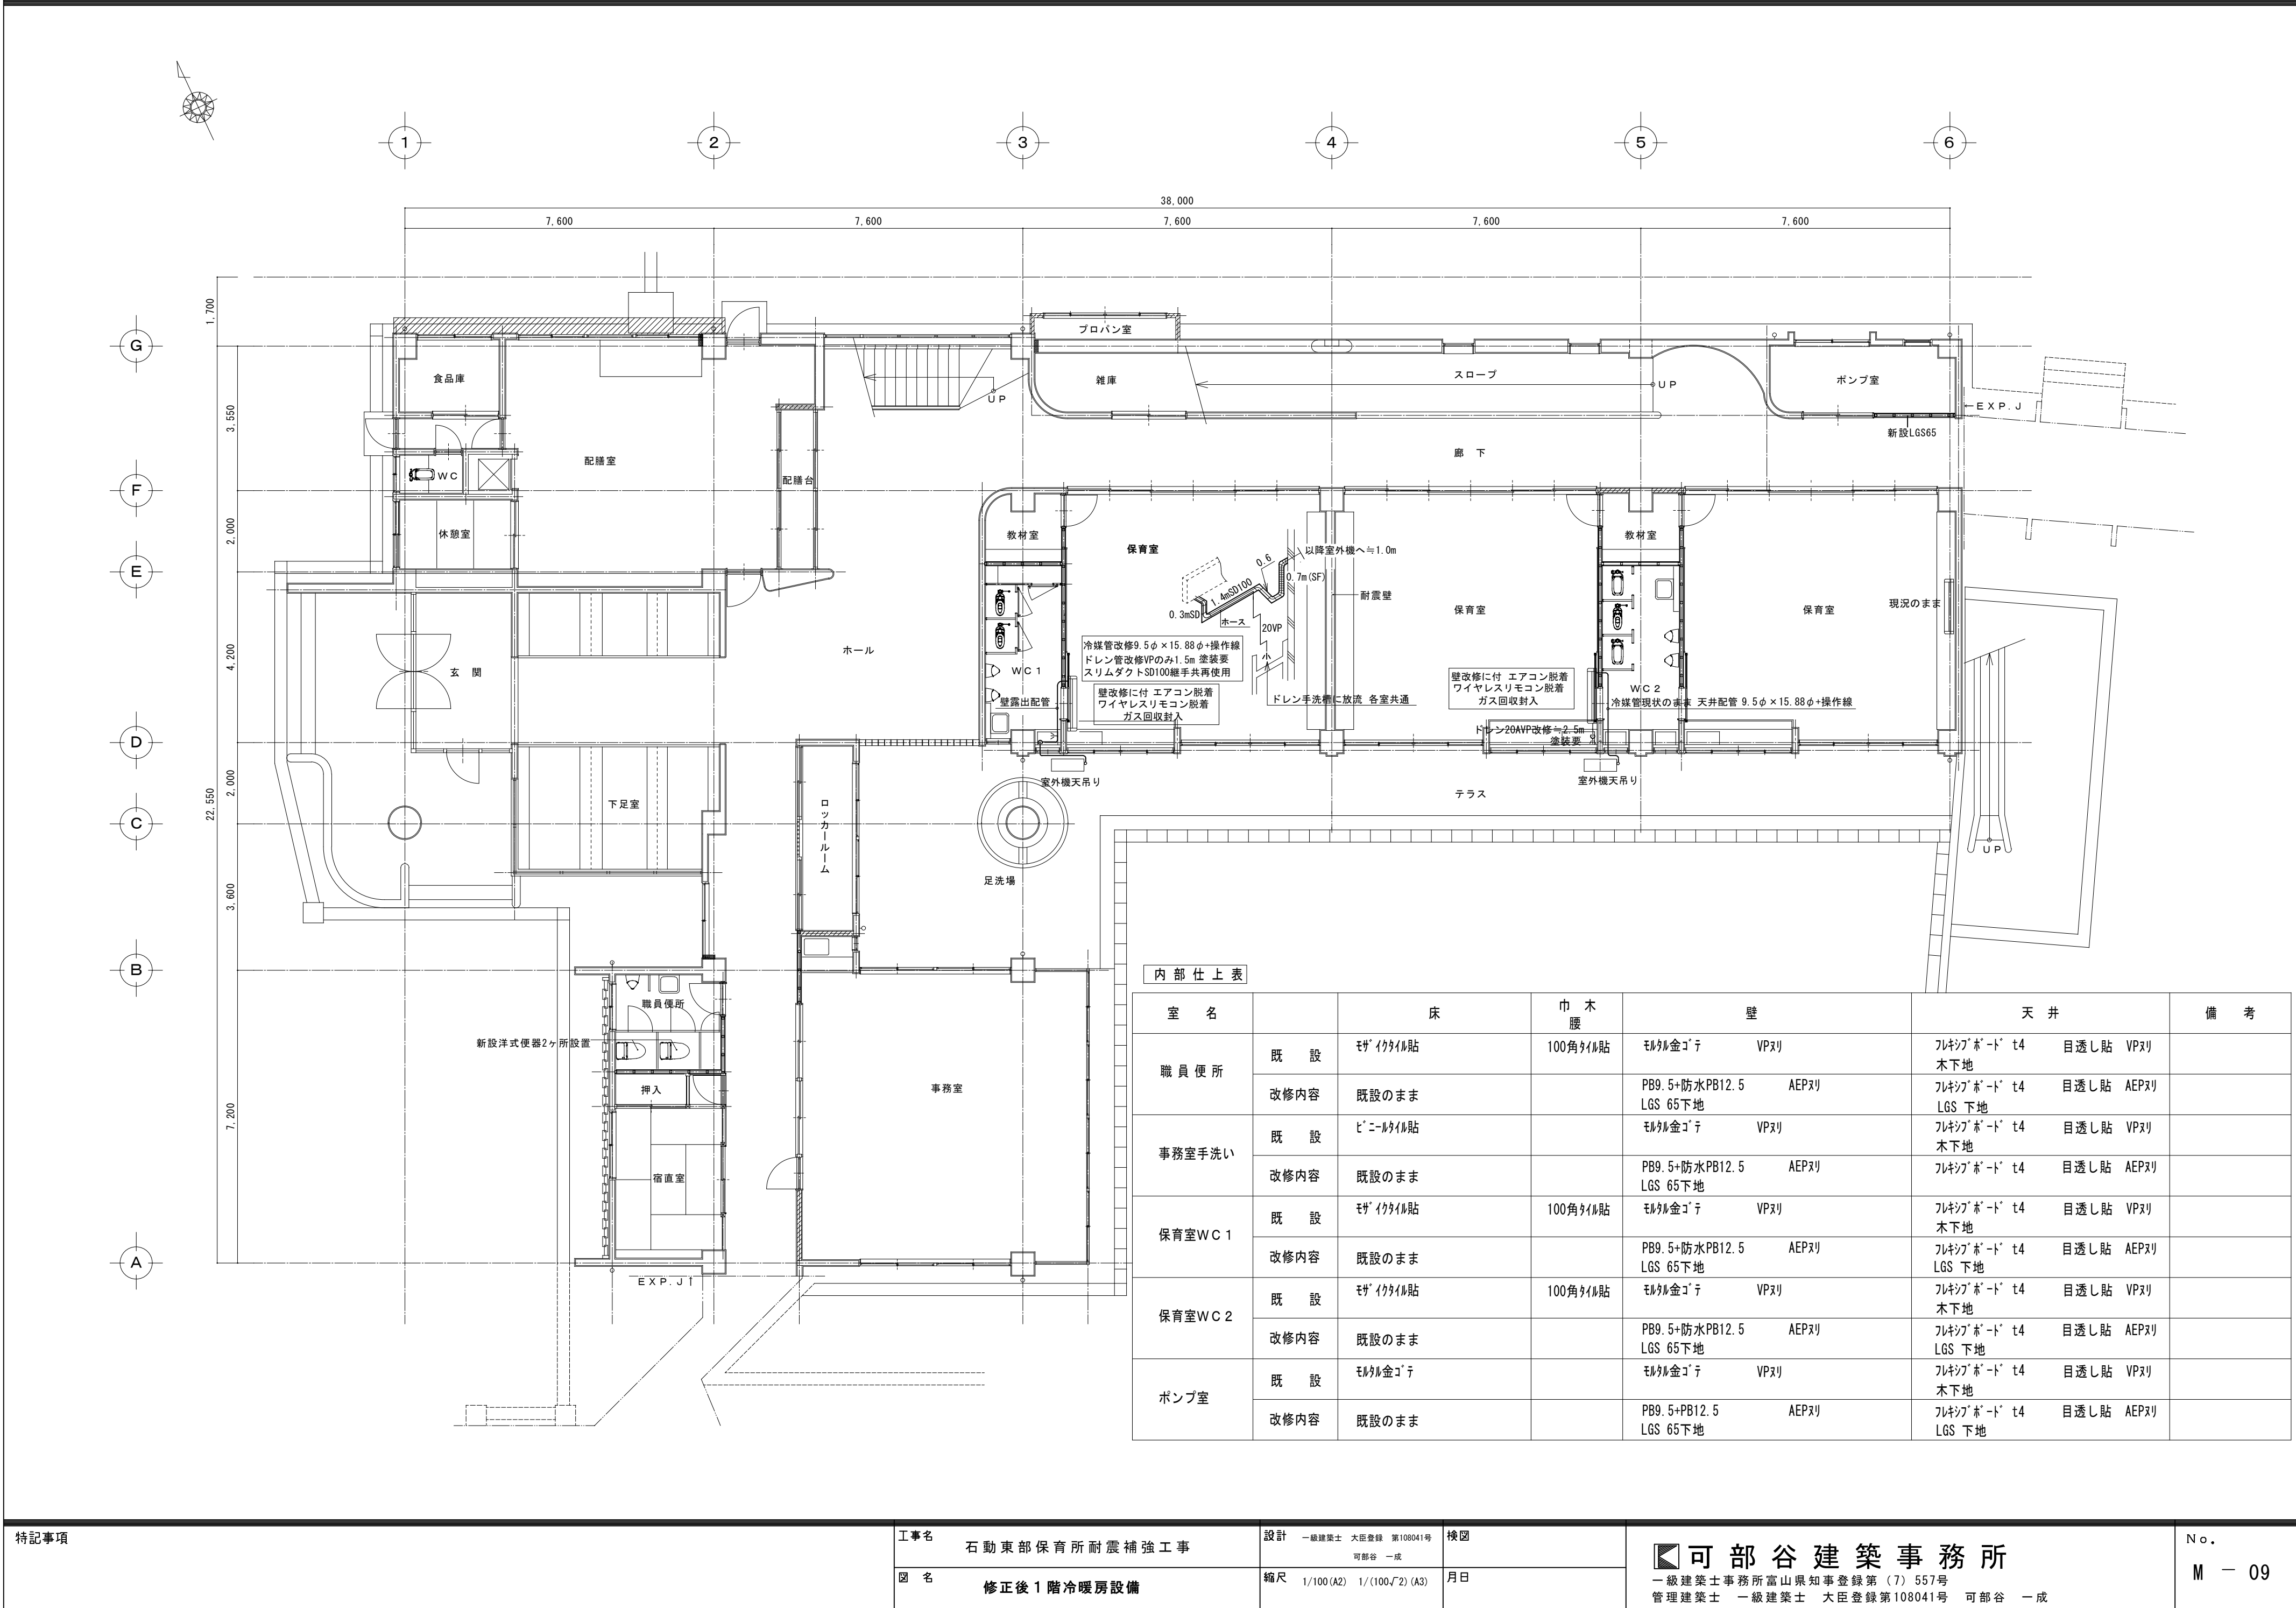 1
2
3
4
5
6
38,000
7,600
7,600
7,600
7,600
7,600
G
F
E
D
C
B
A
1,700
3,550
2,000
4,200
2,000
22,550
3,600
7,200
プロパン室
食品庫
UP
雑庫
スロープ
UP
ポンプ室
←EXP.J
新設LGS65
配膳室
配膳台
廊 下
WC
休憩室
教材室
保育室
以降室外機へ≒1.0m
0.6
0.7m(SF)
1.4mSD100
0.3mSD
ホース
20VP
小
耐震壁
保育室
教材室
保育室
現況のまま
ホール
玄 関
WC1
冷媒管改修9.5φ×15.88φ+操作線
ドレン管改修VPのみ1.5m 塗装要
スリムダクトSD100継手共再使用
壁露出配管
壁改修に付 エアコン脱着
ワイヤレスリモコン脱着
ガス回収封入
ドレン手洗槽に放流 各室共通
壁改修に付 エアコン脱着
ワイヤレスリモコン脱着
ガス回収封入
WC2
冷媒管現状のまま 天井配管 9.5φ×15.88φ+操作線
ドレン20AVP改修≒2.5m
塗装要
室外機天吊り
室外機天吊り
テラス
下足室
ロッカールーム
足洗場
UP
職員便所
新設洋式便器2ヶ所設置
押入
宿直室
事務室
EXP.J↑
内部仕上表
室 名 床 巾木 腰 壁 天井 備考
職員便所 既 設 ﾓｻﾞｲｸﾀｲﾙ貼 100角ﾀｲﾙ貼 ﾓﾙﾀﾙ金ｺﾞﾃ VPﾇﾘ ﾌﾚｷｼﾌﾞﾎﾞｰﾄﾞ t4 目透し貼 VPﾇﾘ
木下地
改修内容 既設のまま PB9.5+防水PB12.5 AEPﾇﾘ ﾌﾚｷｼﾌﾞﾎﾞｰﾄﾞ t4 目透し貼 AEPﾇﾘ
LGS 65下地 LGS 下地
事務室手洗い 既 設 ﾋﾞﾆｰﾙﾀｲﾙ貼 ﾓﾙﾀﾙ金ｺﾞﾃ VPﾇﾘ ﾌﾚｷｼﾌﾞﾎﾞｰﾄﾞ t4 目透し貼 VPﾇﾘ
木下地
改修内容 既設のまま PB9.5+防水PB12.5 AEPﾇﾘ ﾌﾚｷｼﾌﾞﾎﾞｰﾄﾞ t4 目透し貼 AEPﾇﾘ
LGS 65下地
保育室WC1 既 設 ﾓｻﾞｲｸﾀｲﾙ貼 100角ﾀｲﾙ貼 ﾓﾙﾀﾙ金ｺﾞﾃ VPﾇﾘ ﾌﾚｷｼﾌﾞﾎﾞｰﾄﾞ t4 目透し貼 VPﾇﾘ
木下地
改修内容 既設のまま PB9.5+防水PB12.5 AEPﾇﾘ ﾌﾚｷｼﾌﾞﾎﾞｰﾄﾞ t4 目透し貼 AEPﾇﾘ
LGS 65下地 LGS 下地
保育室WC2 既 設 ﾓｻﾞｲｸﾀｲﾙ貼 100角ﾀｲﾙ貼 ﾓﾙﾀﾙ金ｺﾞﾃ VPﾇﾘ ﾌﾚｷｼﾌﾞﾎﾞｰﾄﾞ t4 目透し貼 VPﾇﾘ
木下地
改修内容 既設のまま PB9.5+防水PB12.5 AEPﾇﾘ ﾌﾚｷｼﾌﾞﾎﾞｰﾄﾞ t4 目透し貼 AEPﾇﾘ
LGS 65下地 LGS 下地
ポンプ室 既 設 ﾓﾙﾀﾙ金ｺﾞﾃ ﾓﾙﾀﾙ金ｺﾞﾃ VPﾇﾘ ﾌﾚｷｼﾌﾞﾎﾞｰﾄﾞ t4 目透し貼 VPﾇﾘ
木下地
改修内容 既設のまま PB9.5+PB12.5 AEPﾇﾘ ﾌﾚｷｼﾌﾞﾎﾞｰﾄﾞ t4 目透し貼 AEPﾇﾘ
LGS 65下地 LGS 下地
特記事項
工事名 石動東部保育所耐震補強工事
図 名 修正後1階冷暖房設備
設計 一級建築士 大臣登録 第108041号
可部谷 一成
縮尺 1/100(A2) 1/(100√2)(A3)
検図
月日
可部谷建築事務所
一級建築士事務所富山県知事登録第(7)557号
管理建築士 一級建築士 大臣登録第108041号 可部谷 一成
No.
M － 09